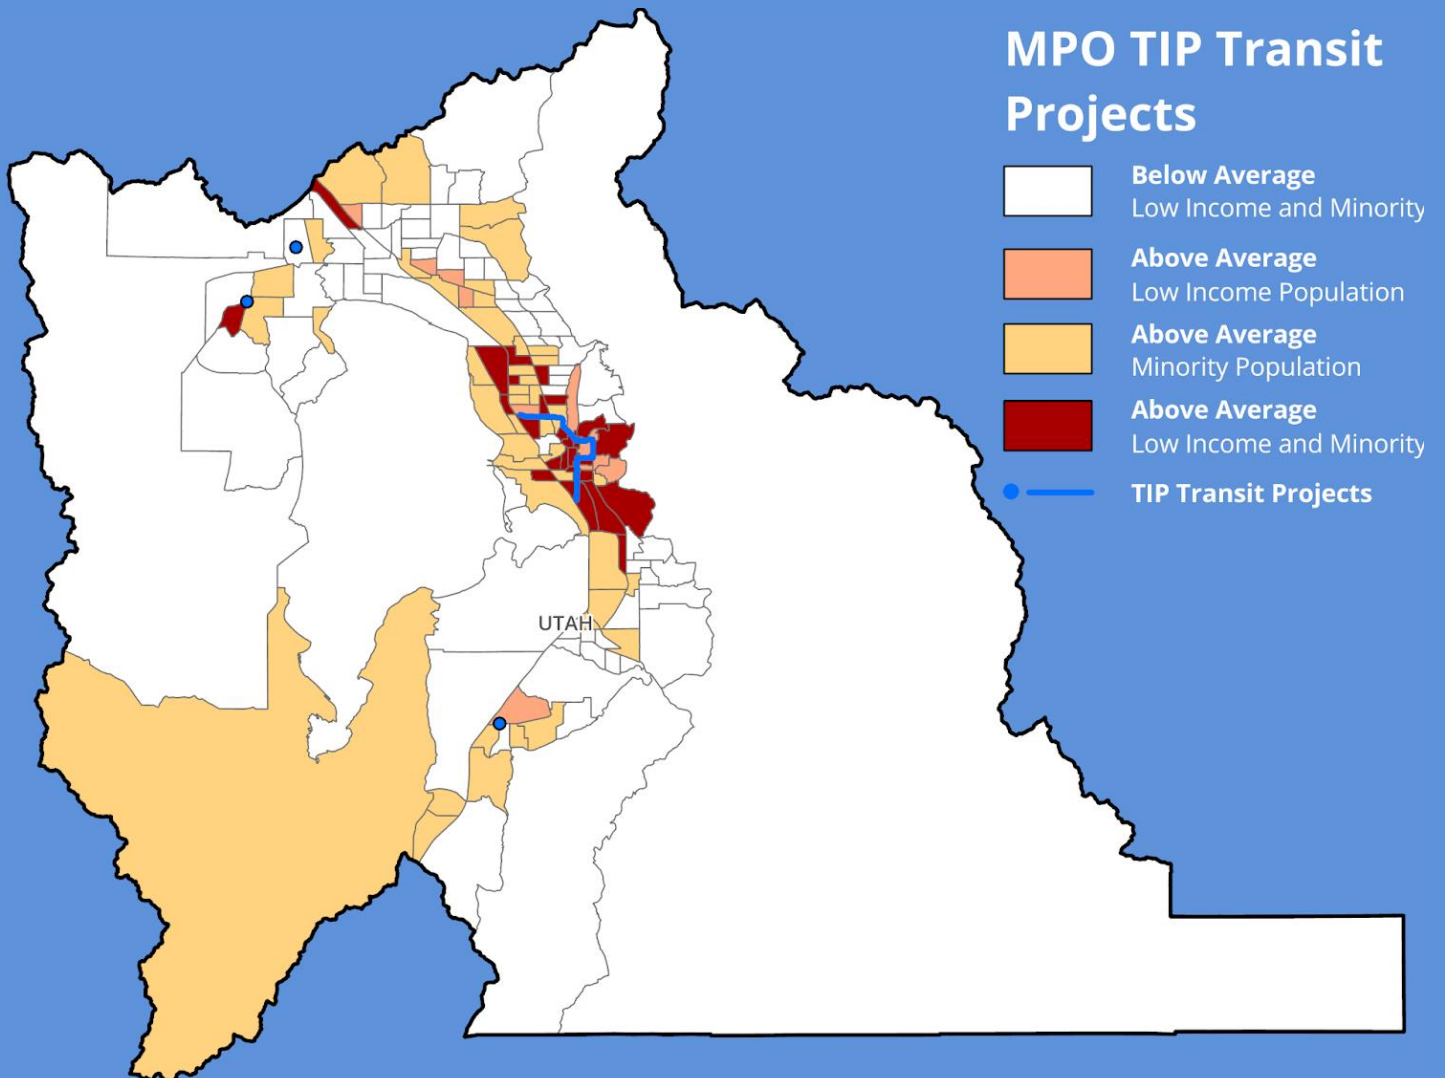 MPO TIP Transit
Projects
Below Average
Low Income and Minority
Above Average
Low Income Population
Above Average
Minority Population
Above Average
Low Income and Minority
TIP Transit Projects
UTAH